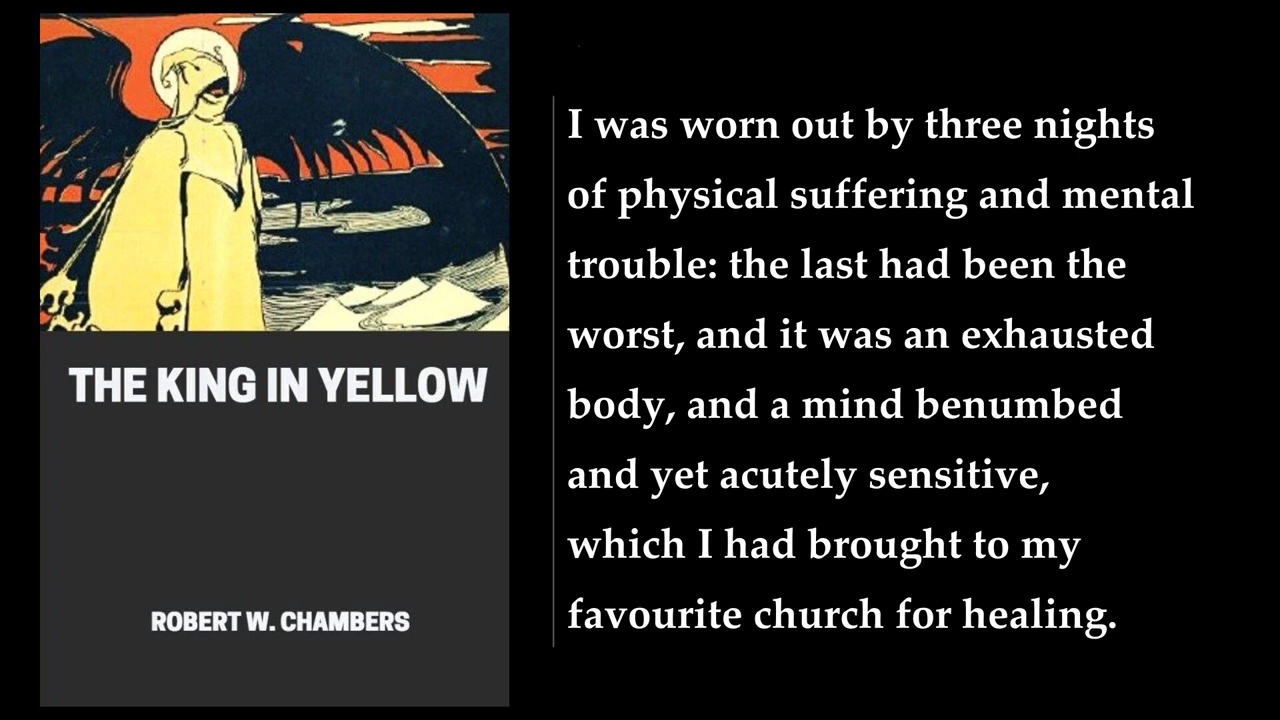 THE KING IN YELLOW
ROBERT W. CHAMBERS
I was worn out by three nights
of physical suffering and mental
trouble: the last had been the
worst, and it was an exhausted
body, and a mind benumbed
and yet acutely sensitive,
which I had brought to my
favourite church for healing.